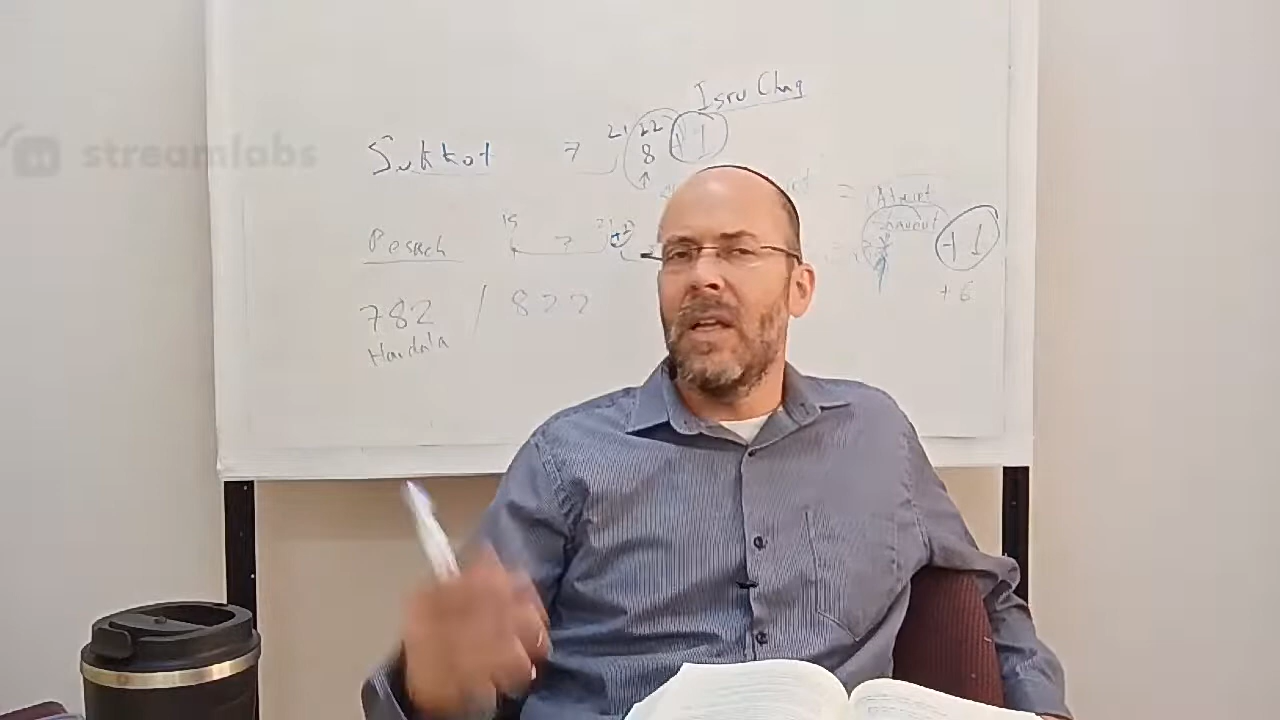 streamlabs
Isru Chag
Sukkot 7 21 22 +1
8
= Atzeret
Pesach 15 7 21 Shavuot +1
+6
782 / 822
Havdala